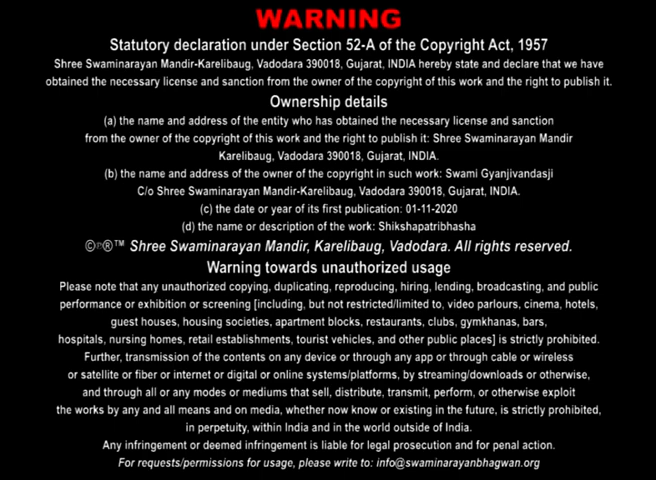 WARNING
Statutory declaration under Section 52-A of the Copyright Act, 1957
Shree Swaminarayan Mandir-Karelibaug, Vadodara 390018, Gujarat, INDIA hereby state and declare that we have
obtained the necessary license and sanction from the owner of the copyright of this work and the right to publish it.
Ownership details
(a) the name and address of the entity who has obtained the necessary license and sanction
from the owner of the copyright of this work and the right to publish it: Shree Swaminarayan Mandir
Karelibaug, Vadodara 390018, Gujarat, INDIA.
(b) the name and address of the owner of the copyright in such work: Swami Gyanjivandasji
C/o Shree Swaminarayan Mandir-Karelibaug, Vadodara 390018, Gujarat, INDIA.
(c) the date or year of its first publication: 01-11-2020
(d) the name or description of the work: Shikshapatribhasha
©℗®™ Shree Swaminarayan Mandir, Karelibaug, Vadodara. All rights reserved.
Warning towards unauthorized usage
Please note that any unauthorized copying, duplicating, reproducing, hiring, lending, broadcasting, and public
performance or exhibition or screening [including, but not restricted/limited to, video parlours, cinema, hotels,
guest houses, housing societies, apartment blocks, restaurants, clubs, gymkhanas, bars,
hospitals, nursing homes, retail establishments, tourist vehicles, and other public places] is strictly prohibited.
Further, transmission of the contents on any device or through any app or through cable or wireless
or satellite or fiber or internet or digital or online systems/platforms, by streaming/downloads or otherwise,
and through all or any modes or mediums that sell, distribute, transmit, perform, or otherwise exploit
the works by any and all means and on media, whether now know or existing in the future, is strictly prohibited,
in perpetuity, within India and in the world outside of India.
Any infringement or deemed infringement is liable for legal prosecution and for penal action.
For requests/permissions for usage, please write to: info@swaminarayanbhagwan.org